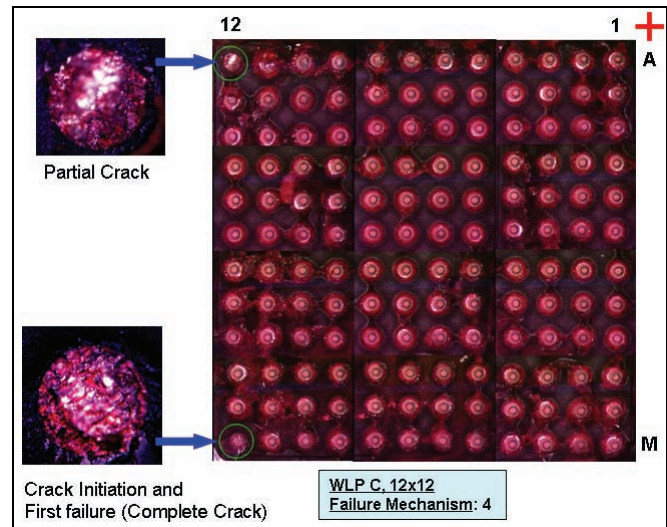 12
1
A
Partial Crack
M
Crack Initiation and
First failure (Complete Crack)
WLP C, 12x12
Failure Mechanism: 4